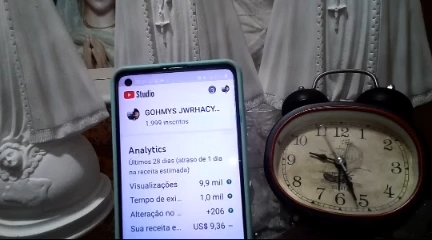 Studio
GOHMYS JWRHACY...
1.999 inscritos
Analytics
Últimos 28 dias (atraso de 1 dia
na receita estimada)
Visualizações 9,9 mil
Tempo de exi... 1,0 mil
Alteração no ... +206
Sua receita e... US$ 9,36 –
12
11 1
10 2
9 3
8 4
7 6 5